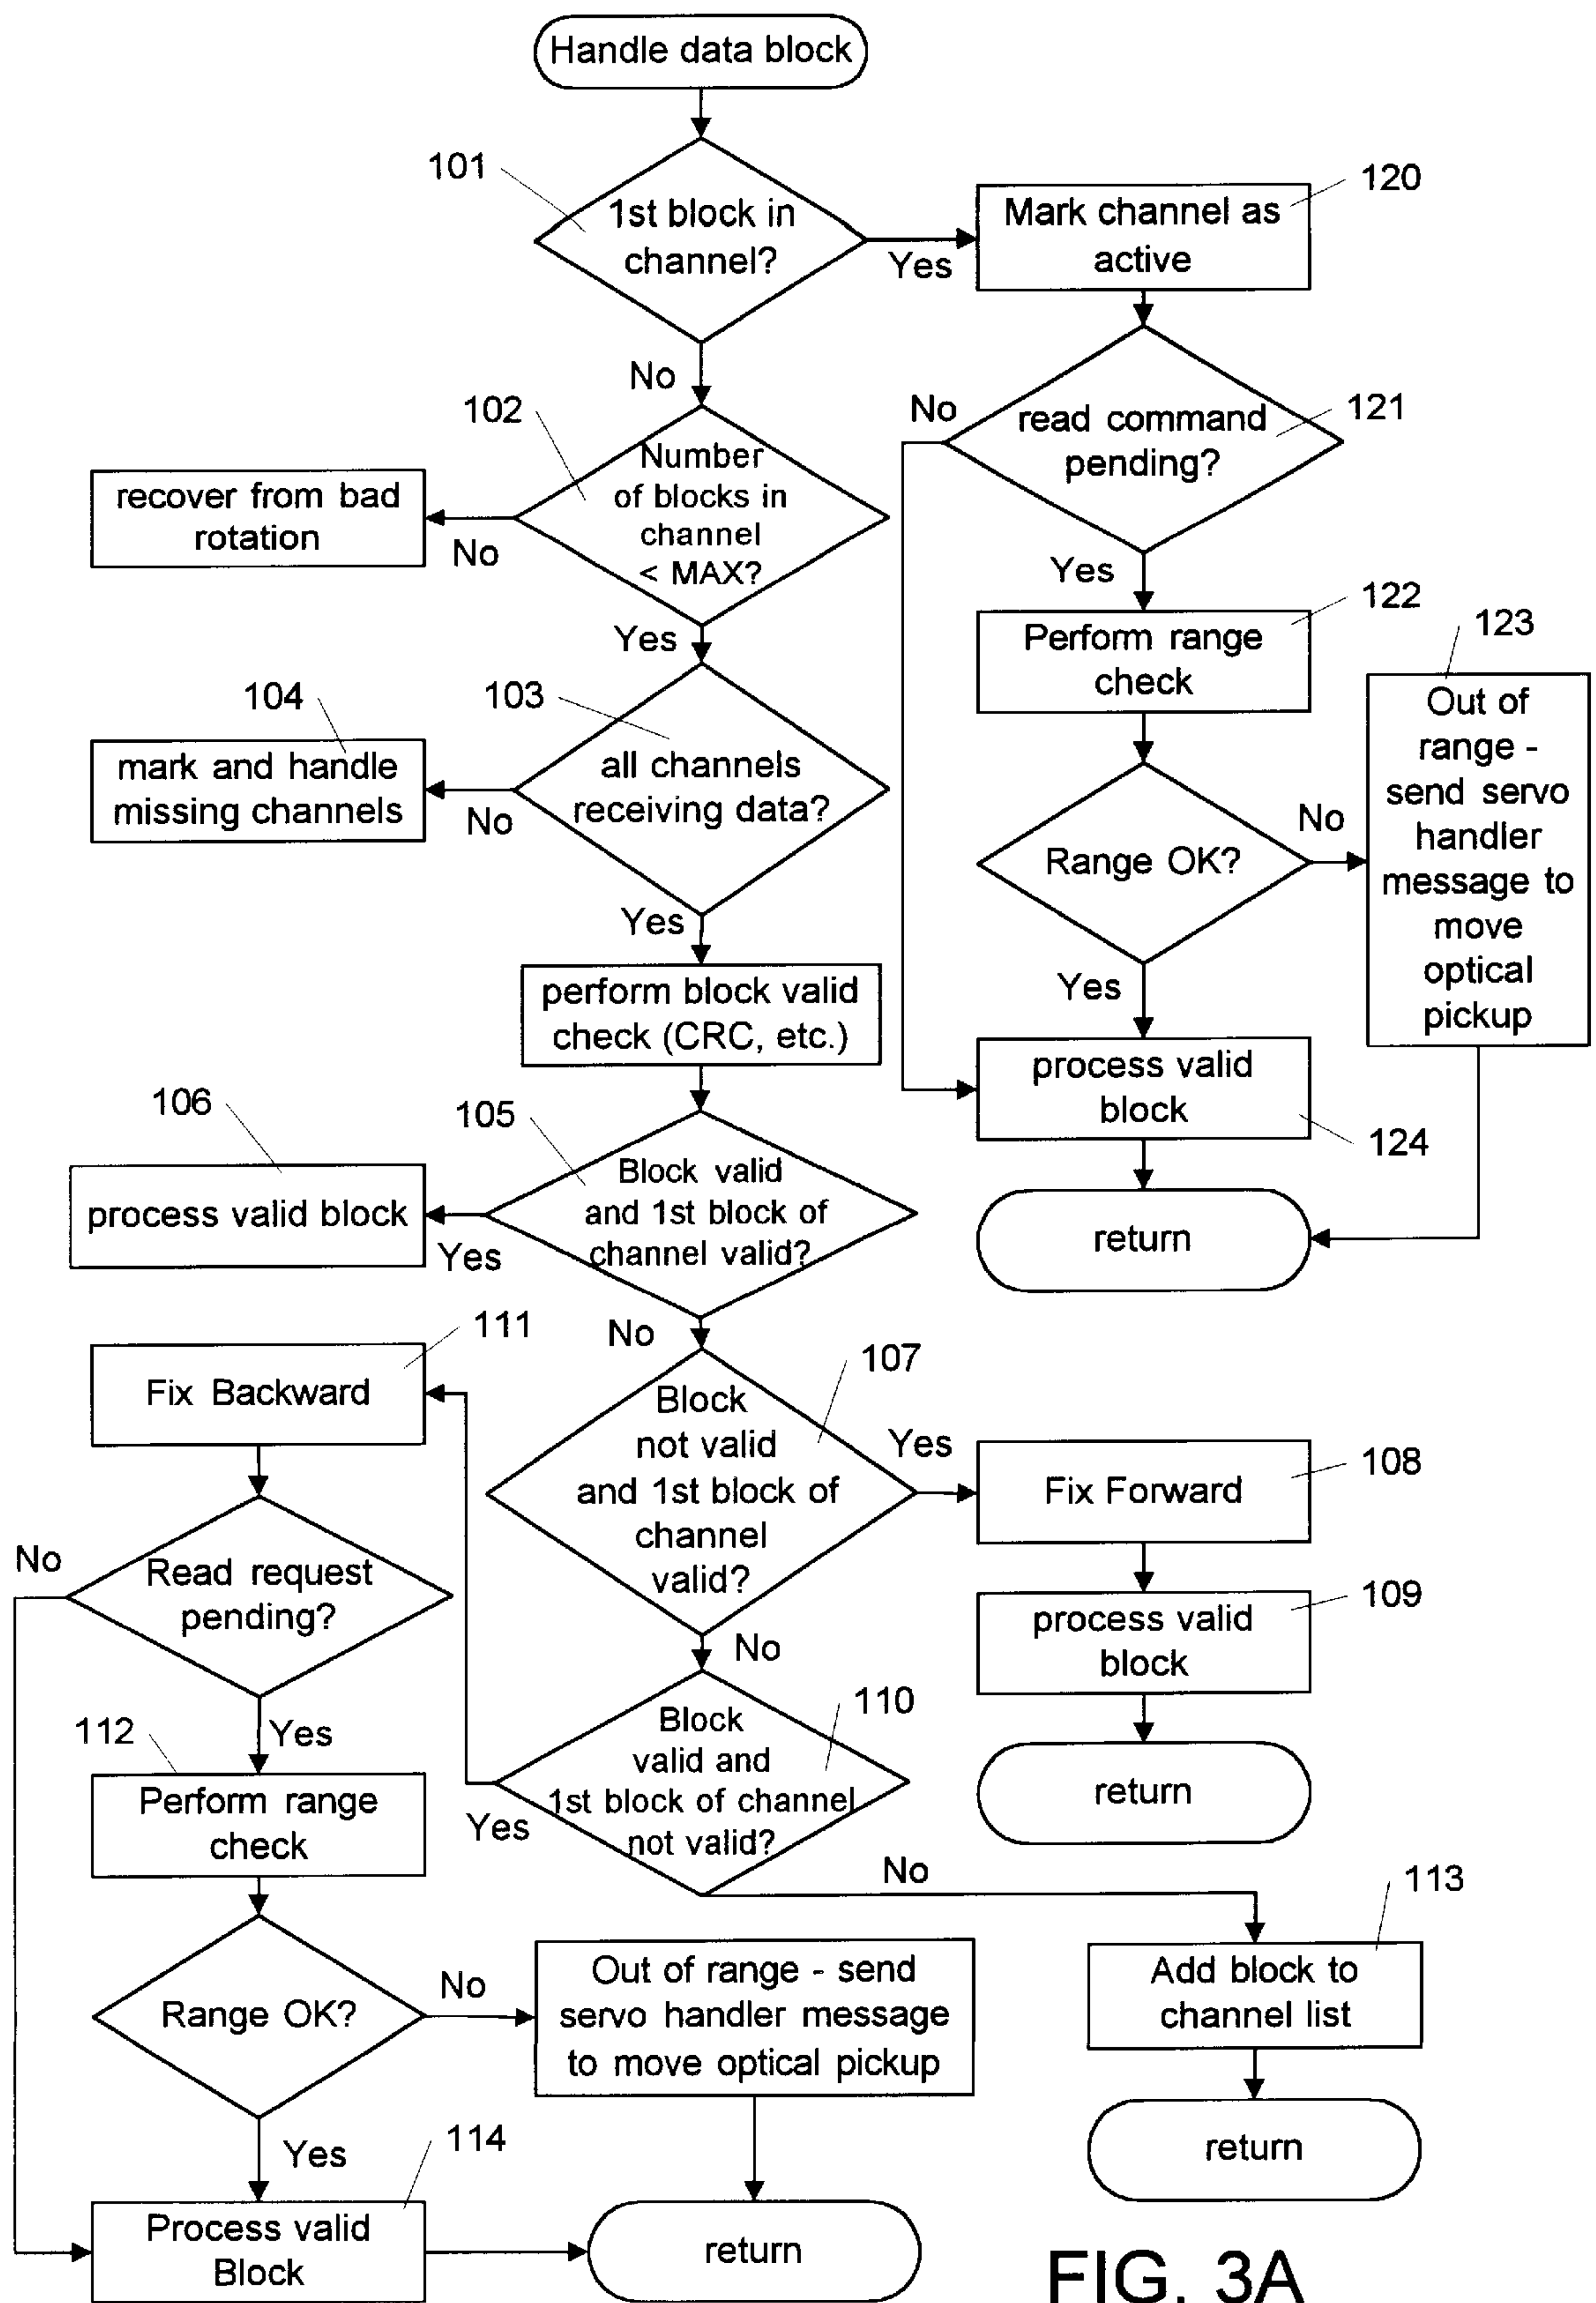 Handle data block
101
1st block in
channel?
Yes
120
Mark channel as
active
No
102
Number
of blocks in
channel
< MAX?
No
recover from bad
rotation
Yes
No
read command
pending?
121
Yes
122
Perform range
check
123
Out of
range -
send servo
handler
message to
move
optical
pickup
104
mark and handle
missing channels
103
all channels
receiving data?
No
Yes
Range OK?
No
Yes
perform block valid
check (CRC, etc.)
process valid
block
124
return
106
process valid block
105
Block valid
and 1st block of
channel valid?
Yes
No
111
Fix Backward
107
Block
not valid
and 1st block of
channel
valid?
Yes
108
Fix Forward
109
process valid
block
return
No
Read request
pending?
No
Yes
110
Block
valid and
1st block of channel
not valid?
Yes
No
112
Perform range
check
113
Add block to
channel list
return
Range OK?
No
Out of range - send
servo handler message
to move optical pickup
Yes
114
Process valid
Block
return
FIG. 3A